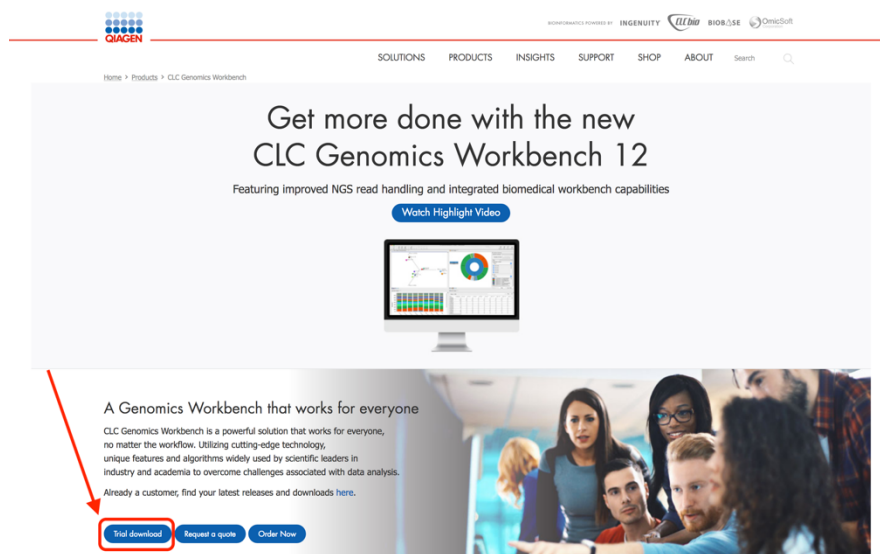 QIAGEN
BIOINFORMATICS POWERED BY INGENUITY CLC bio BIOBASE OmicSoft
SOLUTIONS PRODUCTS INSIGHTS SUPPORT SHOP ABOUT Search
Home > Products > CLC Genomics Workbench
Get more done with the new
CLC Genomics Workbench 12
Featuring improved NGS read handling and integrated biomedical workbench capabilities
Watch Highlight Video
A Genomics Workbench that works for everyone
CLC Genomics Workbench is a powerful solution that works for everyone,
no matter the workflow. Utilizing cutting-edge technology,
unique features and algorithms widely used by scientific leaders in
industry and academia to overcome challenges associated with data analysis.
Already a customer, find your latest releases and downloads here.
Trial download Request a quote Order Now